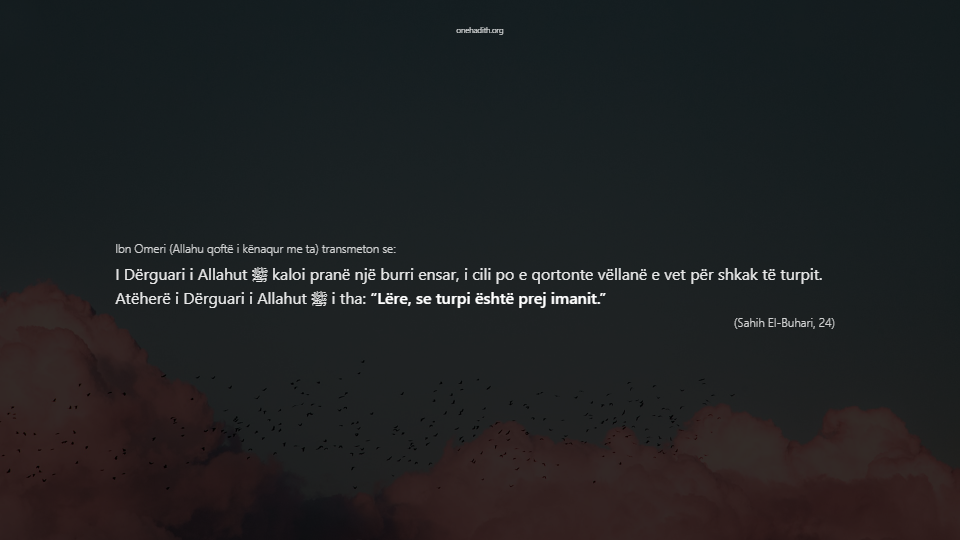 onehadith.org
Ibn Omeri (Allahu qoftë i kënaqur me ta) transmeton se:
I Dërguari i Allahut ﷺ kaloi pranë një burri ensar, i cili po e qortonte vëllanë e vet për shkak të turpit.
Atëherë i Dërguari i Allahut ﷺ i tha: “Lëre, se turpi është prej imanit.”
(Sahih El-Buhari, 24)